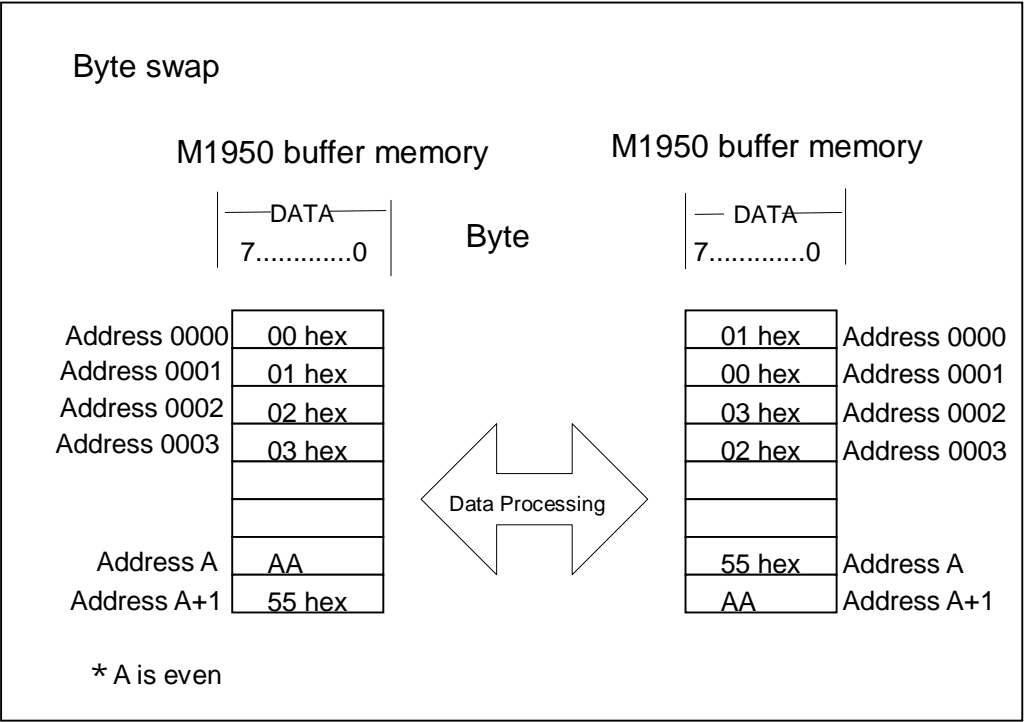 Byte swap
M1950 buffer memory
M1950 buffer memory
DATA
7.............0
Byte
DATA
7.............0
Address 0000 00 hex
Address 0001 01 hex
Address 0002 02 hex
Address 0003 03 hex
Address A AA
Address A+1 55 hex
Data Processing
01 hex Address 0000
00 hex Address 0001
03 hex Address 0002
02 hex Address 0003
55 hex Address A
AA Address A+1
* A is even